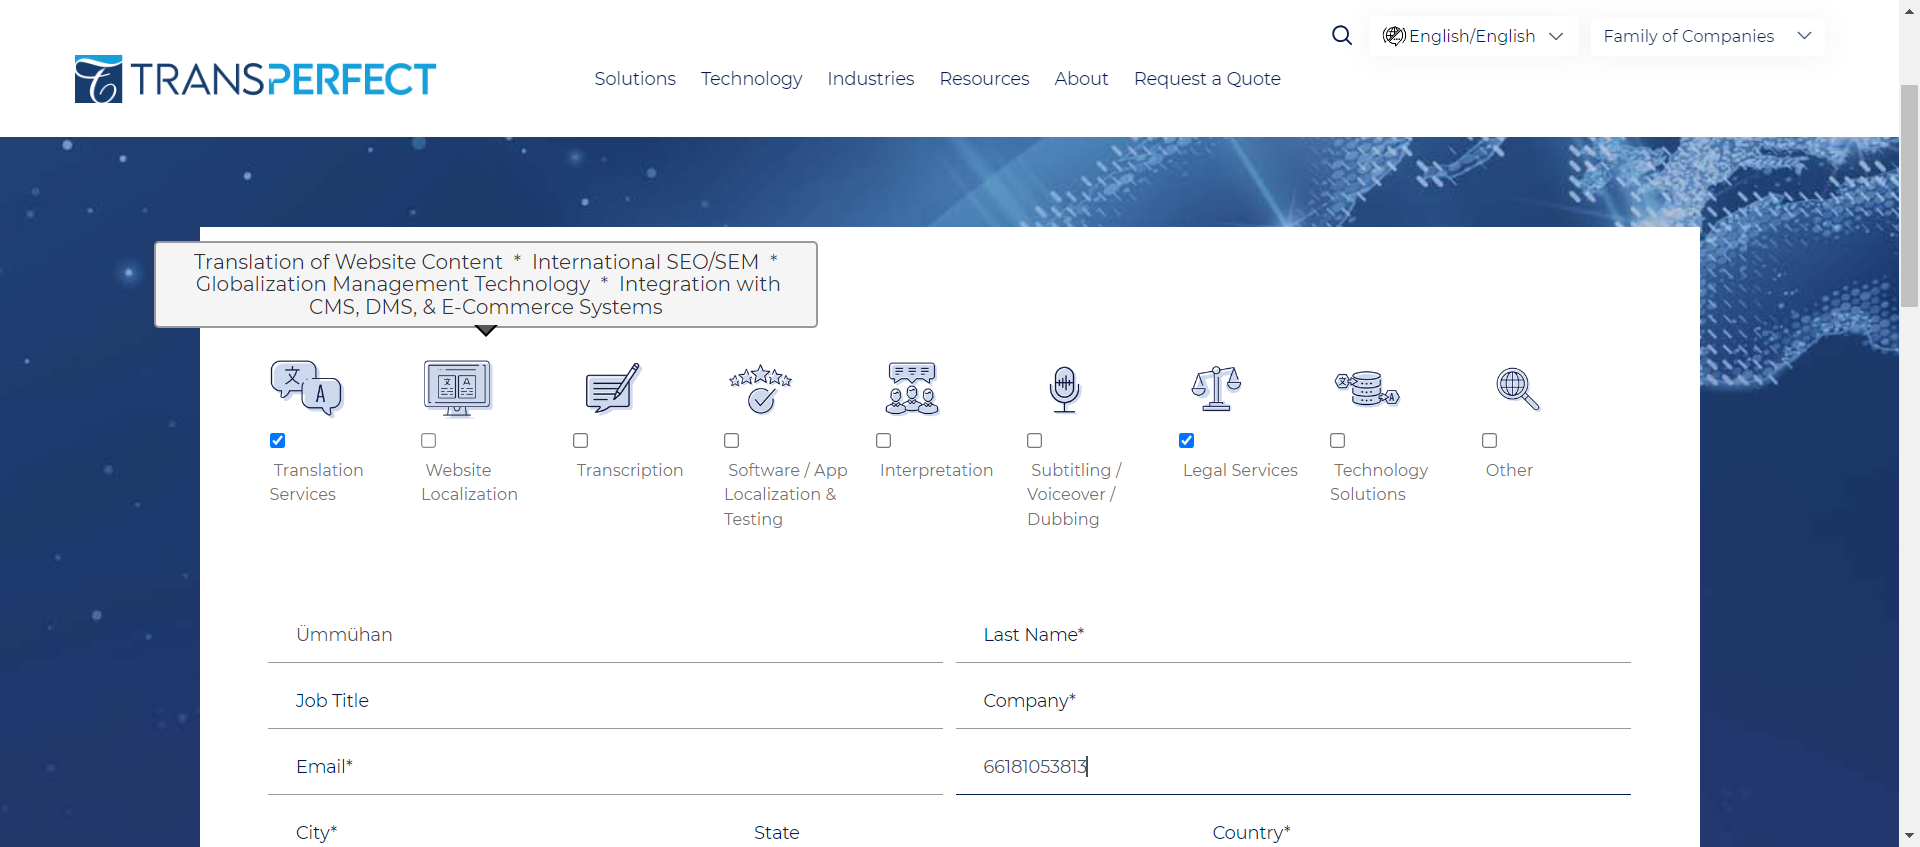 English/English
Family of Companies
TRANSPERFECT
Solutions
Technology
Industries
Resources
About
Request a Quote
Translation of Website Content * International SEO/SEM *
Globalization Management Technology * Integration with
CMS, DMS, & E-Commerce Systems
Translation
Services
Website
Localization
Transcription
Software / App
Localization &
Testing
Interpretation
Subtitling /
Voiceover /
Dubbing
Legal Services
Technology
Solutions
Other
Ümmühan
Last Name*
Job Title
Company*
Email*
66181053813
City*
State
Country*